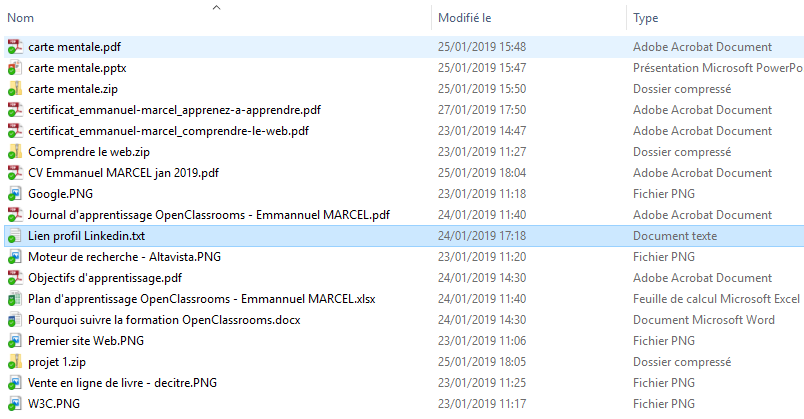 Nom Modifié le Type
carte mentale.pdf 25/01/2019 15:48 Adobe Acrobat Document
carte mentale.pptx 25/01/2019 15:47 Présentation Microsoft PowerPo
carte mentale.zip 25/01/2019 15:50 Dossier compressé
certificat_emmanuel-marcel_apprenez-a-apprendre.pdf 27/01/2019 17:50 Adobe Acrobat Document
certificat_emmanuel-marcel_comprendre-le-web.pdf 23/01/2019 14:47 Adobe Acrobat Document
Comprendre le web.zip 23/01/2019 11:27 Dossier compressé
CV Emmanuel MARCEL jan 2019.pdf 25/01/2019 18:04 Adobe Acrobat Document
Google.PNG 23/01/2019 11:18 Fichier PNG
Journal d'apprentissage OpenClassrooms - Emmannuel MARCEL.pdf 24/01/2019 11:40 Adobe Acrobat Document
Lien profil Linkedin.txt 24/01/2019 17:18 Document texte
Moteur de recherche - Altavista.PNG 23/01/2019 11:20 Fichier PNG
Objectifs d'apprentissage.pdf 24/01/2019 14:30 Adobe Acrobat Document
Plan d'apprentissage OpenClassrooms - Emmannuel MARCEL.xlsx 24/01/2019 11:40 Feuille de calcul Microsoft Excel
Pourquoi suivre la formation OpenClassrooms.docx 24/01/2019 14:30 Document Microsoft Word
Premier site Web.PNG 23/01/2019 11:06 Fichier PNG
projet 1.zip 25/01/2019 18:05 Dossier compressé
Vente en ligne de livre - decitre.PNG 23/01/2019 11:25 Fichier PNG
W3C.PNG 23/01/2019 11:17 Fichier PNG